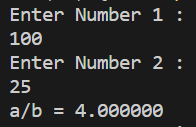 Enter Number 1 :
100
Enter Number 2 :
25
a/b = 4.000000